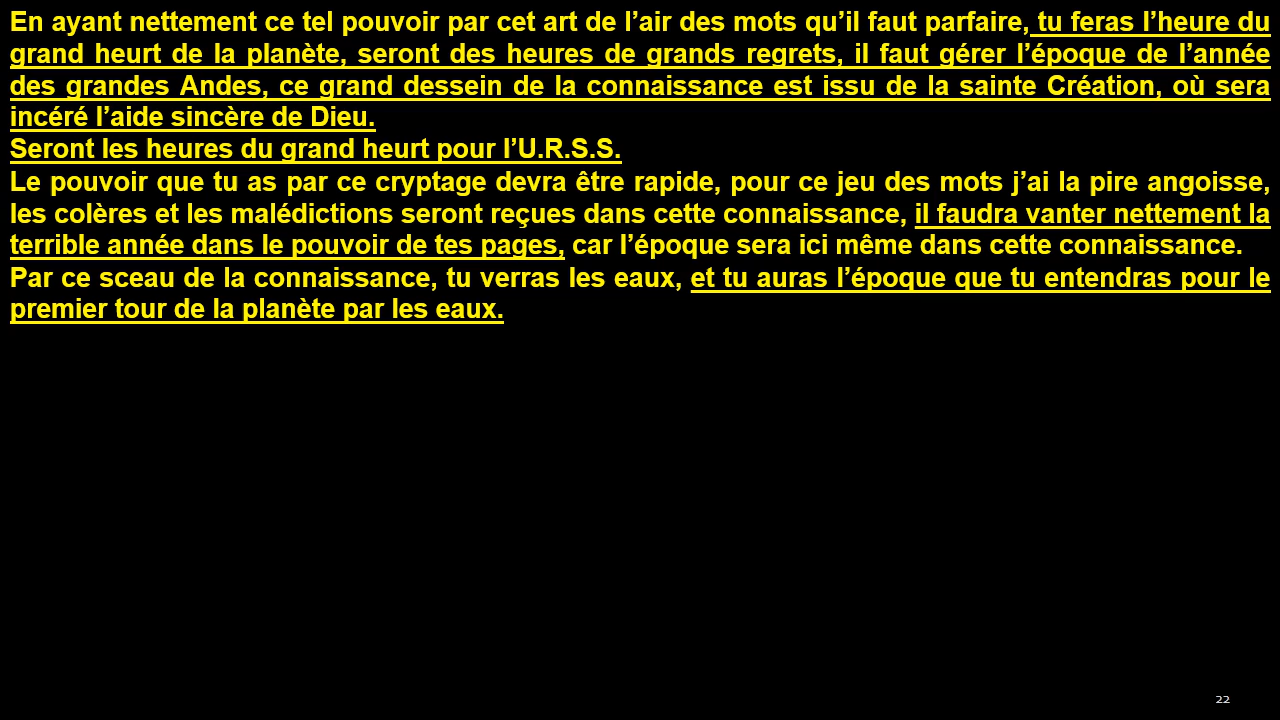 En ayant nettement ce tel pouvoir par cet art de l’air des mots qu’il faut parfaire, tu feras l’heure du
grand heurt de la planète, seront des heures de grands regrets, il faut gérer l’époque de l’année
des grandes Andes, ce grand dessein de la connaissance est issu de la sainte Création, où sera
incéré l’aide sincère de Dieu.
Seront les heures du grand heurt pour l’U.R.S.S.
Le pouvoir que tu as par ce cryptage devra être rapide, pour ce jeu des mots j’ai la pire angoisse,
les colères et les malédictions seront reçues dans cette connaissance, il faudra vanter nettement la
terrible année dans le pouvoir de tes pages, car l’époque sera ici même dans cette connaissance.
Par ce sceau de la connaissance, tu verras les eaux, et tu auras l’époque que tu entendras pour le
premier tour de la planète par les eaux.
22